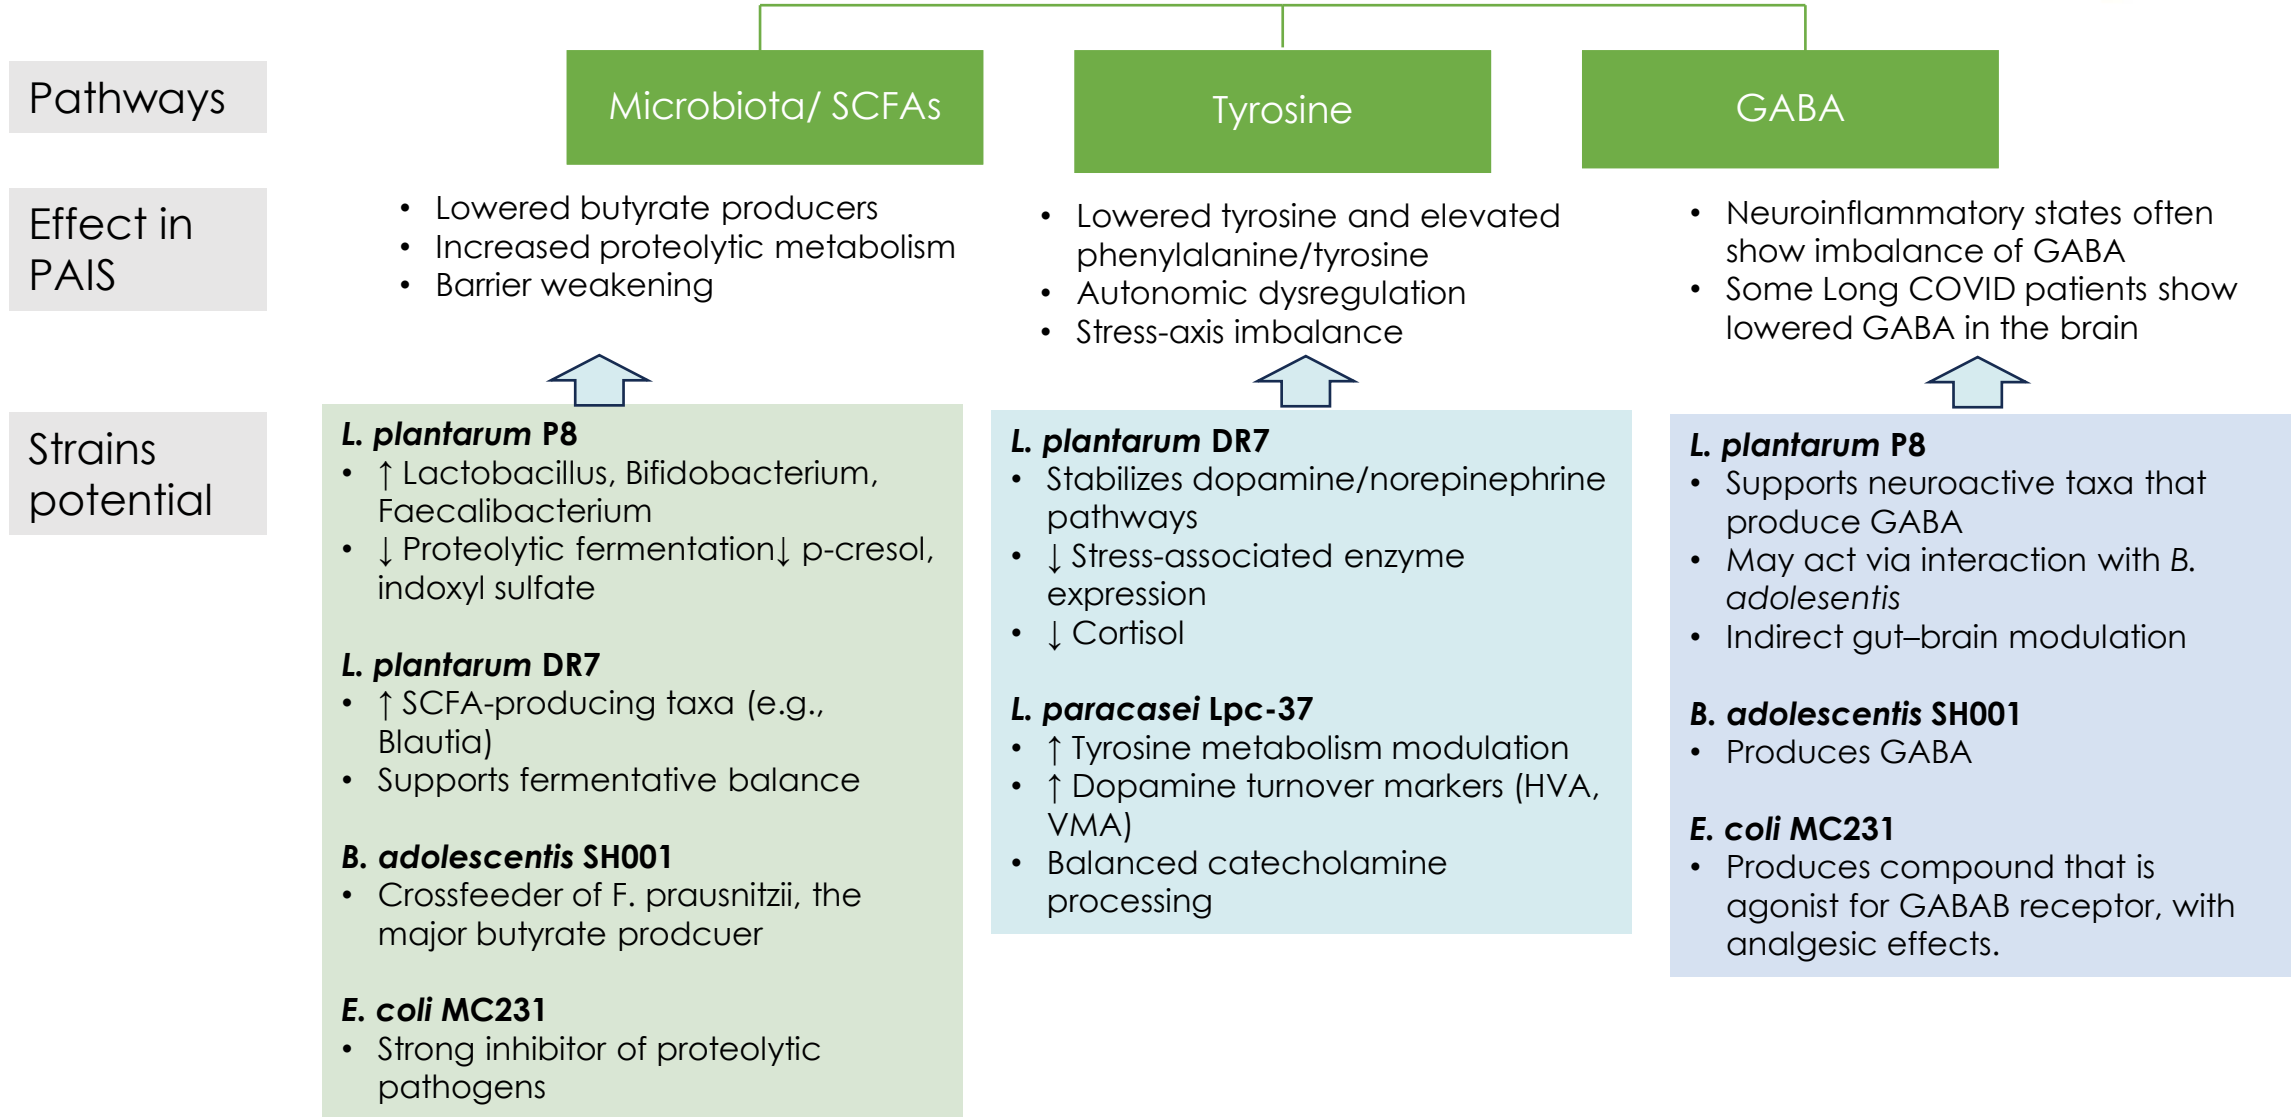 Pathways
Microbiota/ SCFAs
Tyrosine
GABA
Effect in
PAIS
• Lowered butyrate producers
• Increased proteolytic metabolism
• Barrier weakening
• Lowered tyrosine and elevated
phenylalanine/tyrosine
• Autonomic dysregulation
• Stress-axis imbalance
• Neuroinflammatory states often
show imbalance of GABA
• Some Long COVID patients show
lowered GABA in the brain
Strains
potential
L. plantarum P8
• ↑ Lactobacillus, Bifidobacterium,
Faecalibacterium
• ↓ Proteolytic fermentation↓ p-cresol,
indoxyl sulfate
L. plantarum DR7
• ↑ SCFA-producing taxa (e.g.,
Blautia)
• Supports fermentative balance
B. adolescentis SH001
• Crossfeeder of F. prausnitzii, the
major butyrate prodcuer
E. coli MC231
• Strong inhibitor of proteolytic
pathogens
L. plantarum DR7
• Stabilizes dopamine/norepinephrine
pathways
• ↓ Stress-associated enzyme
expression
• ↓ Cortisol
L. paracasei Lpc-37
• ↑ Tyrosine metabolism modulation
• ↑ Dopamine turnover markers (HVA,
VMA)
• Balanced catecholamine
processing
L. plantarum P8
• Supports neuroactive taxa that
produce GABA
• May act via interaction with B.
adolesentis
• Indirect gut–brain modulation
B. adolescentis SH001
• Produces GABA
E. coli MC231
• Produces compound that is
agonist for GABAB receptor, with
analgesic effects.